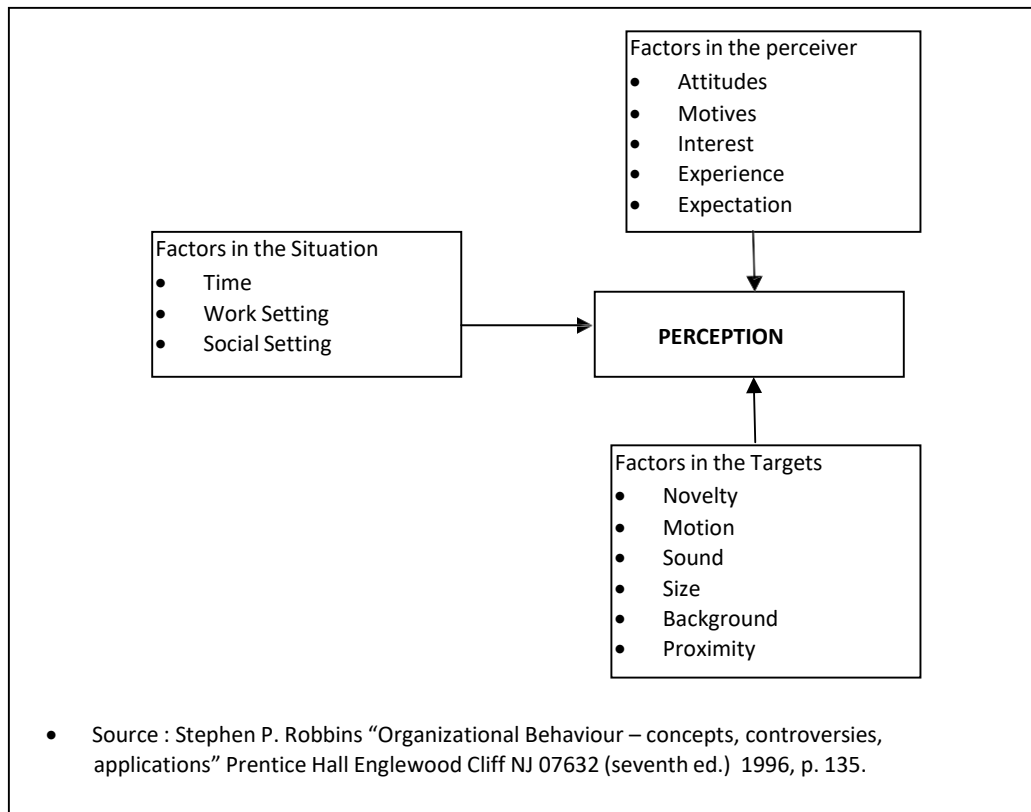 Factors in the perceiver
• Attitudes
• Motives
• Interest
• Experience
• Expectation
Factors in the Situation
• Time
• Work Setting
• Social Setting
PERCEPTION
Factors in the Targets
• Novelty
• Motion
• Sound
• Size
• Background
• Proximity
• Source : Stephen P. Robbins “Organizational Behaviour – concepts, controversies,
applications” Prentice Hall Englewood Cliff NJ 07632 (seventh ed.) 1996, p. 135.